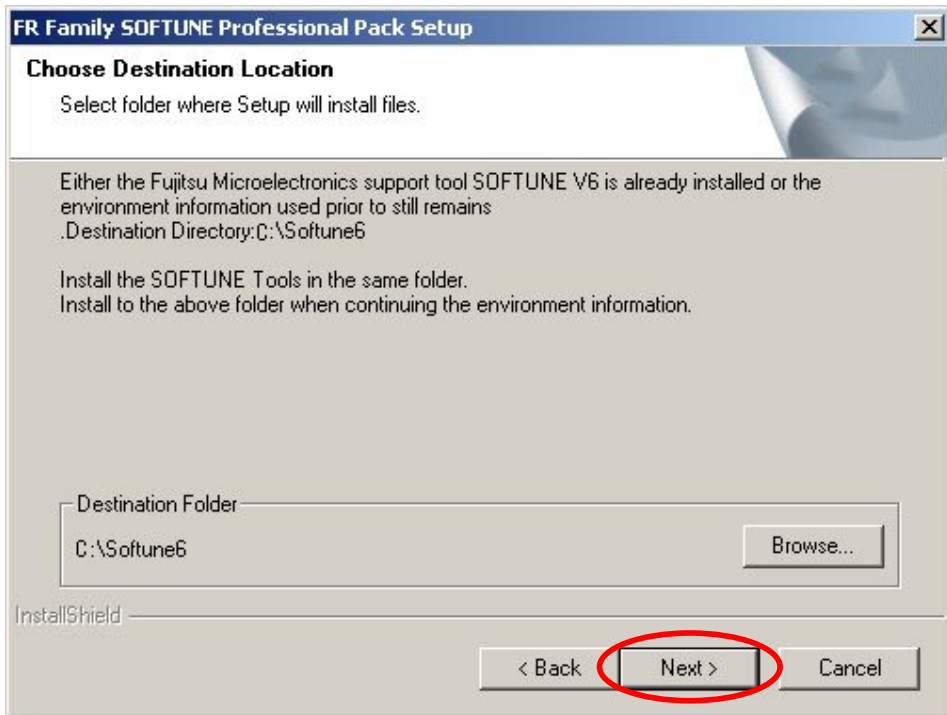 FR Family SOFTUNE Professional Pack Setup
Choose Destination Location
Select folder where Setup will install files.
Either the Fujitsu Microelectronics support tool SOFTUNE V6 is already installed or the
environment information used prior to still remains
.Destination Directory:C:\Softune6
Install the SOFTUNE Tools in the same folder.
Install to the above folder when continuing the environment information.
Destination Folder
C:\Softune6
Browse...
InstallShield
< Back
Next >
Cancel